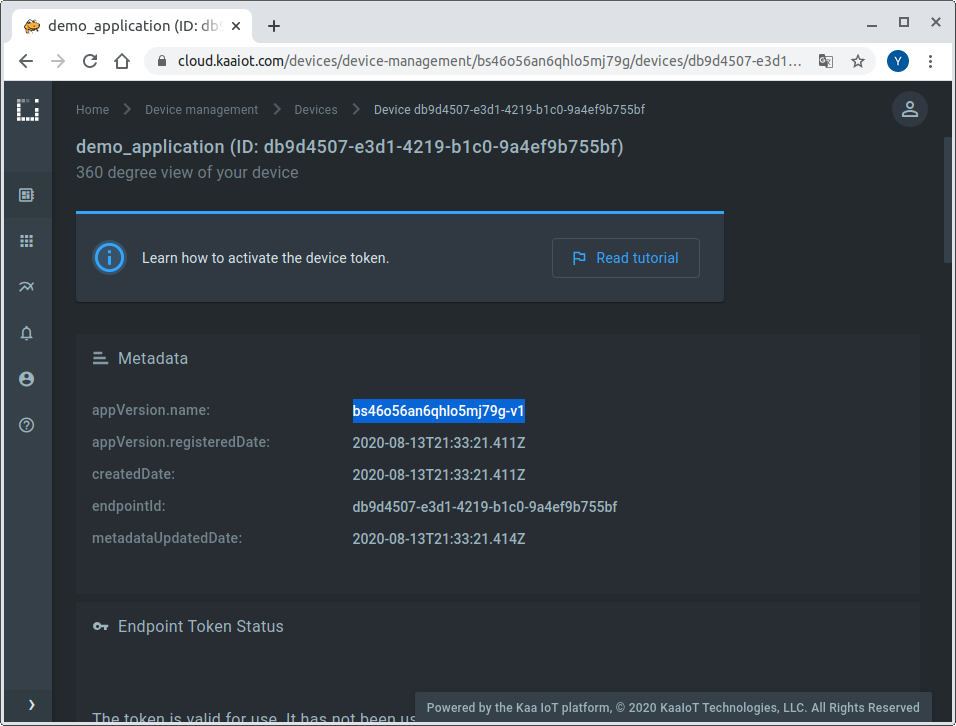 demo_application (ID: db9
cloud.kaaiot.com/devices/device-management/bs46o56an6qhlo5mj79g/devices/db9d4507-e3d1...
Y
Home Device management Devices Device db9d4507-e3d1-4219-b1c0-9a4ef9b755bf
demo_application (ID: db9d4507-e3d1-4219-b1c0-9a4ef9b755bf)
360 degree view of your device
Learn how to activate the device token.
Read tutorial
Metadata
appVersion.name: bs46o56an6qhlo5mj79g-v1
appVersion.registeredDate: 2020-08-13T21:33:21.411Z
createdDate: 2020-08-13T21:33:21.411Z
endpointId: db9d4507-e3d1-4219-b1c0-9a4ef9b755bf
metadataUpdatedDate: 2020-08-13T21:33:21.414Z
Endpoint Token Status
The token is valid for use. It has not been us
Powered by the Kaa IoT platform, © 2020 KaaIoT Technologies, LLC. All Rights Reserved